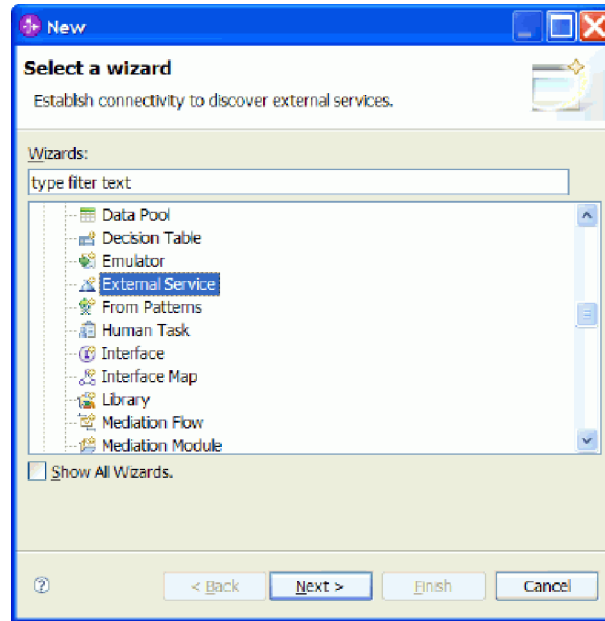 New
Select a wizard
Establish connectivity to discover external services.
Wizards:
type filter text
Data Pool
Decision Table
Emulator
External Service
From Patterns
Human Task
Interface
Interface Map
Library
Mediation Flow
Mediation Module
Show All Wizards.
< Back Next > Finish Cancel